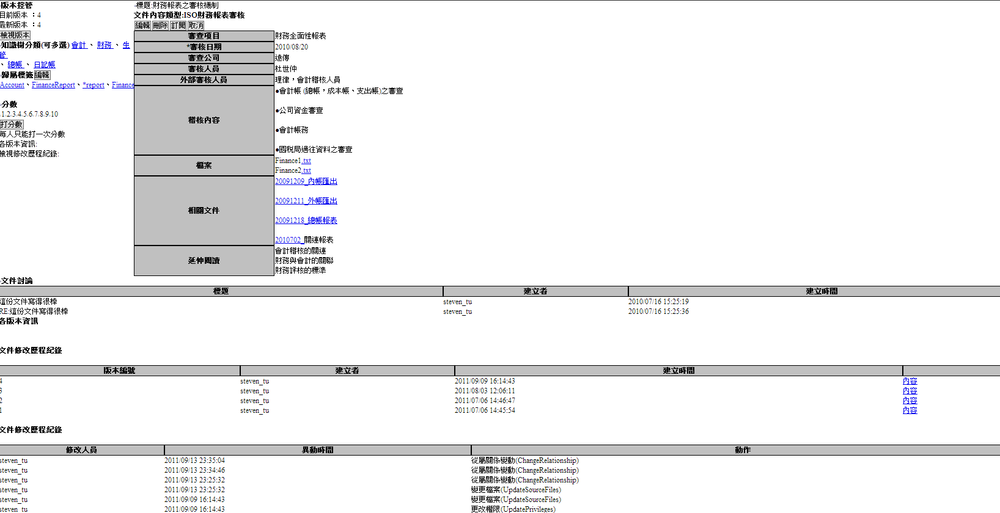 版本控管
目前版本 ：4
最新版本 ：4
檢視版本
知識樹分類(可多選) 會計 、 財務 、 生管
、 總帳 、 日記帳
歸屬標籤 編輯
Account、FinanceReport、*report、Finance
分數
1.2.3.4.5.6.7.8.9.10
打分數
每人只能打一次分數
各版本資訊:
檢視修改歷程紀錄:
標題:財務報表之審核機制
文件內容類型:ISO財務報表審核
編輯 刪除 訂閱 取消
審查項目 財務全面性報表
*審核日期 2010/08/20
審查公司 遠傳
審核人員 杜世仲
外部審核人員 理律，會計稽核人員
稽核內容
●會計帳 (總帳，成本帳、支出帳)之審查
●公司資金審查
●會計帳務
●國稅局過往資料之審查
檔案
Finance1.txt
Finance2.txt
相關文件
20091209_內帳匯出
20091211_外帳匯出
20091218_總帳報表
2010702_關連報表
延伸閱讀
會計稽核的關連
財務與會計的關聯
財務評核的標準
文件討論
標題 建立者 建立時間
這份文件寫得很棒 steven_tu 2010/07/16 15:25:19
RE:這份文件寫得很棒 steven_tu 2010/07/16 15:25:36
各版本資訊
文件修改歷程紀錄
版本編號 建立者 建立時間
4 steven_tu 2011/09/09 16:14:43 內容
3 steven_tu 2011/08/03 12:06:11 內容
2 steven_tu 2011/07/06 14:46:47 內容
1 steven_tu 2011/07/06 14:45:54 內容
文件修改歷程紀錄
修改人員 異動時間 動作
steven_tu 2011/09/13 23:35:04 從屬關係變動(ChangeRelationship)
steven_tu 2011/09/13 23:34:46 從屬關係變動(ChangeRelationship)
steven_tu 2011/09/13 23:25:32 從屬關係變動(ChangeRelationship)
steven_tu 2011/09/13 23:25:32 變更檔案(UpdateSourceFiles)
steven_tu 2011/09/09 16:14:43 變更檔案(UpdateSourceFiles)
steven_tu 2011/09/09 16:14:43 更改權限(UpdatePrivileges)